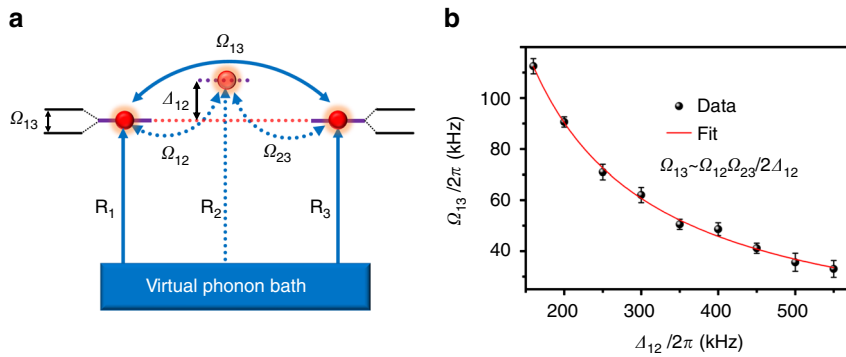 a
Ω13
Δ12
Ω13
Ω12
Ω23
R1
R2
R3
Virtual phonon bath
b
Ω13/2π (kHz)
100
80
60
40
Data
Fit
Ω13~Ω12Ω23/2Δ12
200 300 400 500
Δ12/2π (kHz)